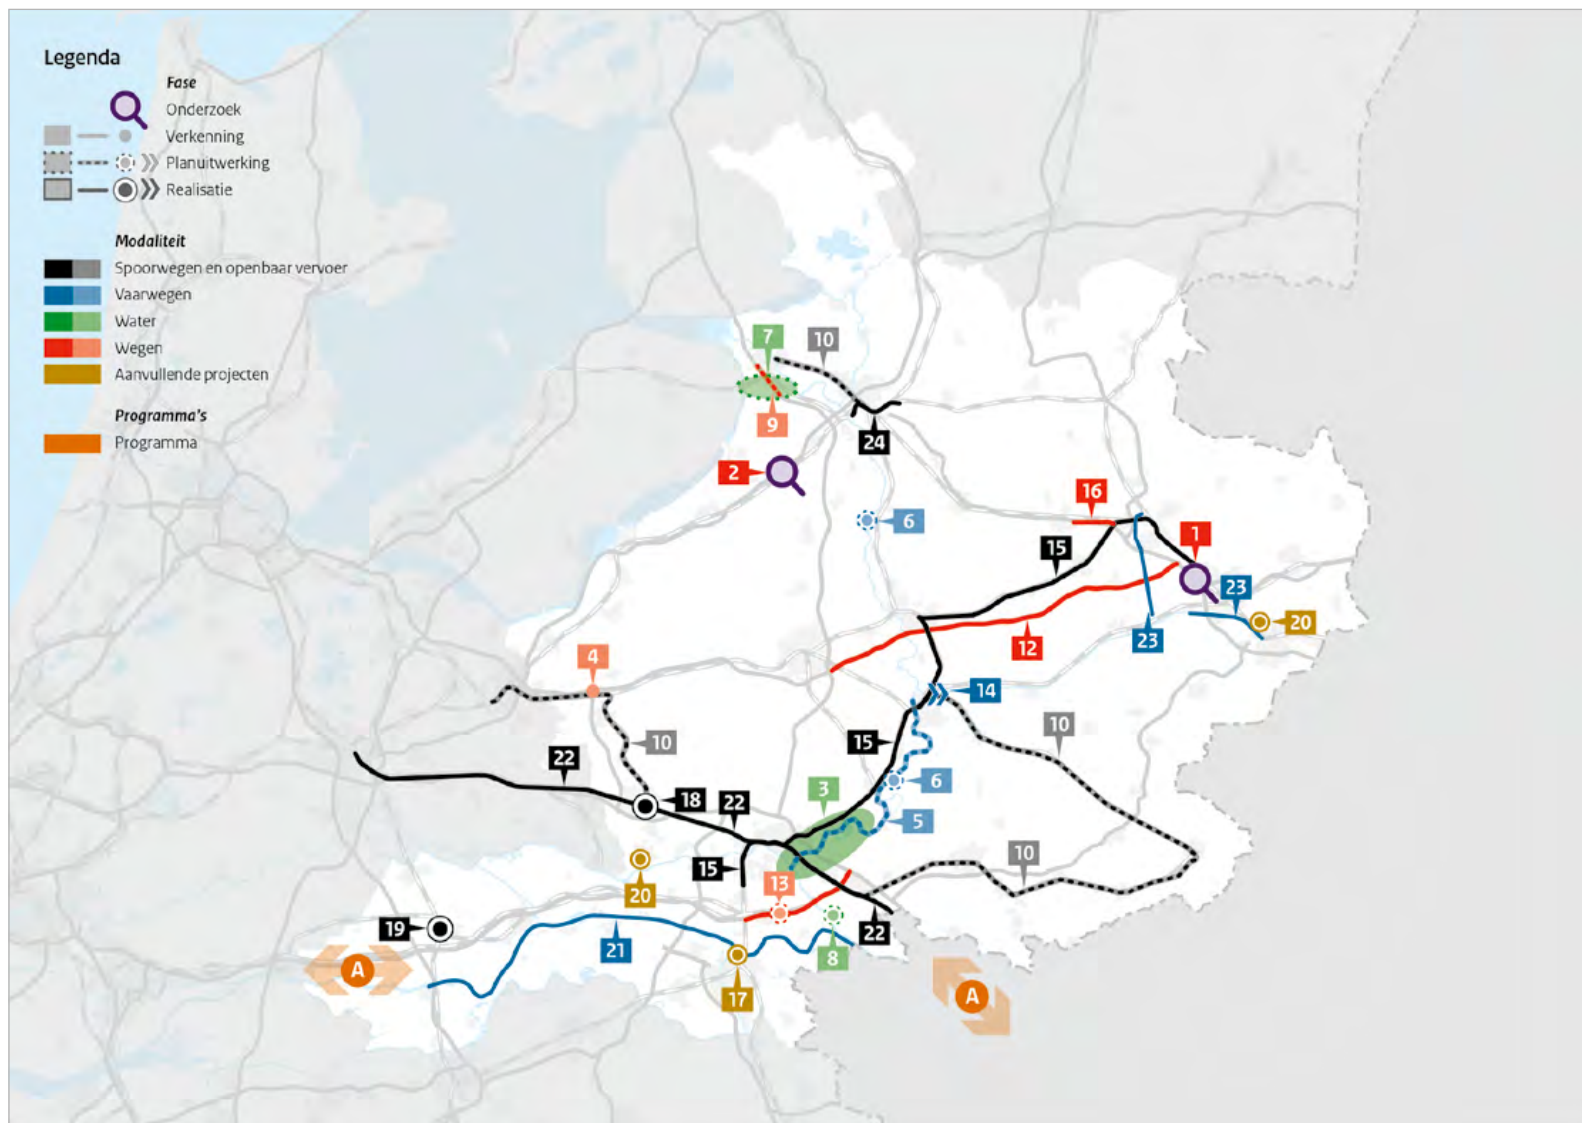 Legenda
Fase
Onderzoek
Verkenning
Planuitwerking
Realisatie
Modaliteit
Spoorwegen en openbaar vervoer
Vaarwegen
Water
Wegen
Aanvullende projecten
Programma's
Programma
7
10
9
24
2
6
16
1
15
23
20
23
12
4
14
10
10
15
22
18
22
3
6
5
15
10
20
13
19
21
8
22
A
17
A